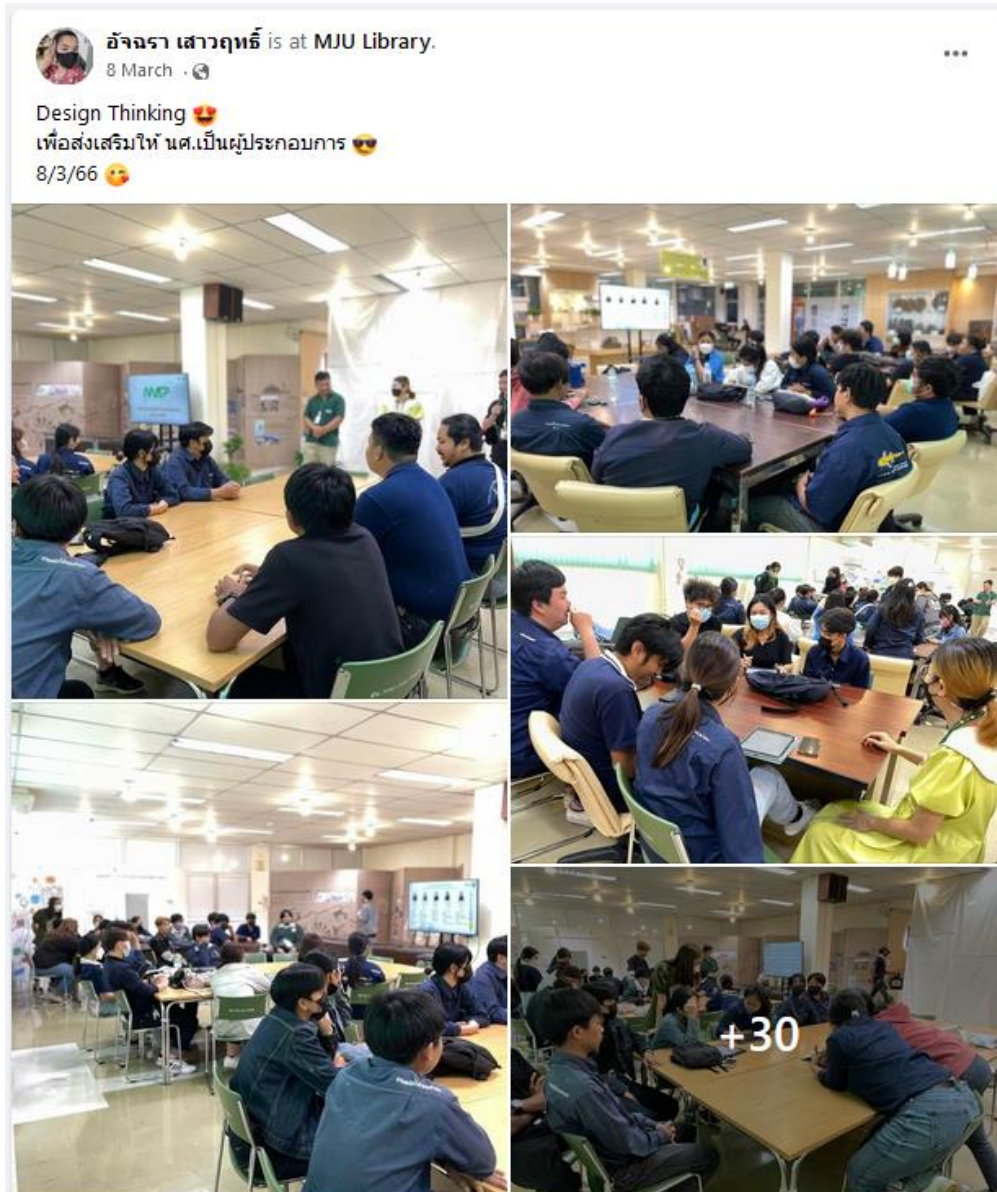 อัจฉรา เสาวฤทธิ์ is at MJU Library.
8 March
Design Thinking 😍
เพื่อส่งเสริมให้ นศ.เป็นผู้ประกอบการ 😎
8/3/66 😘
+30